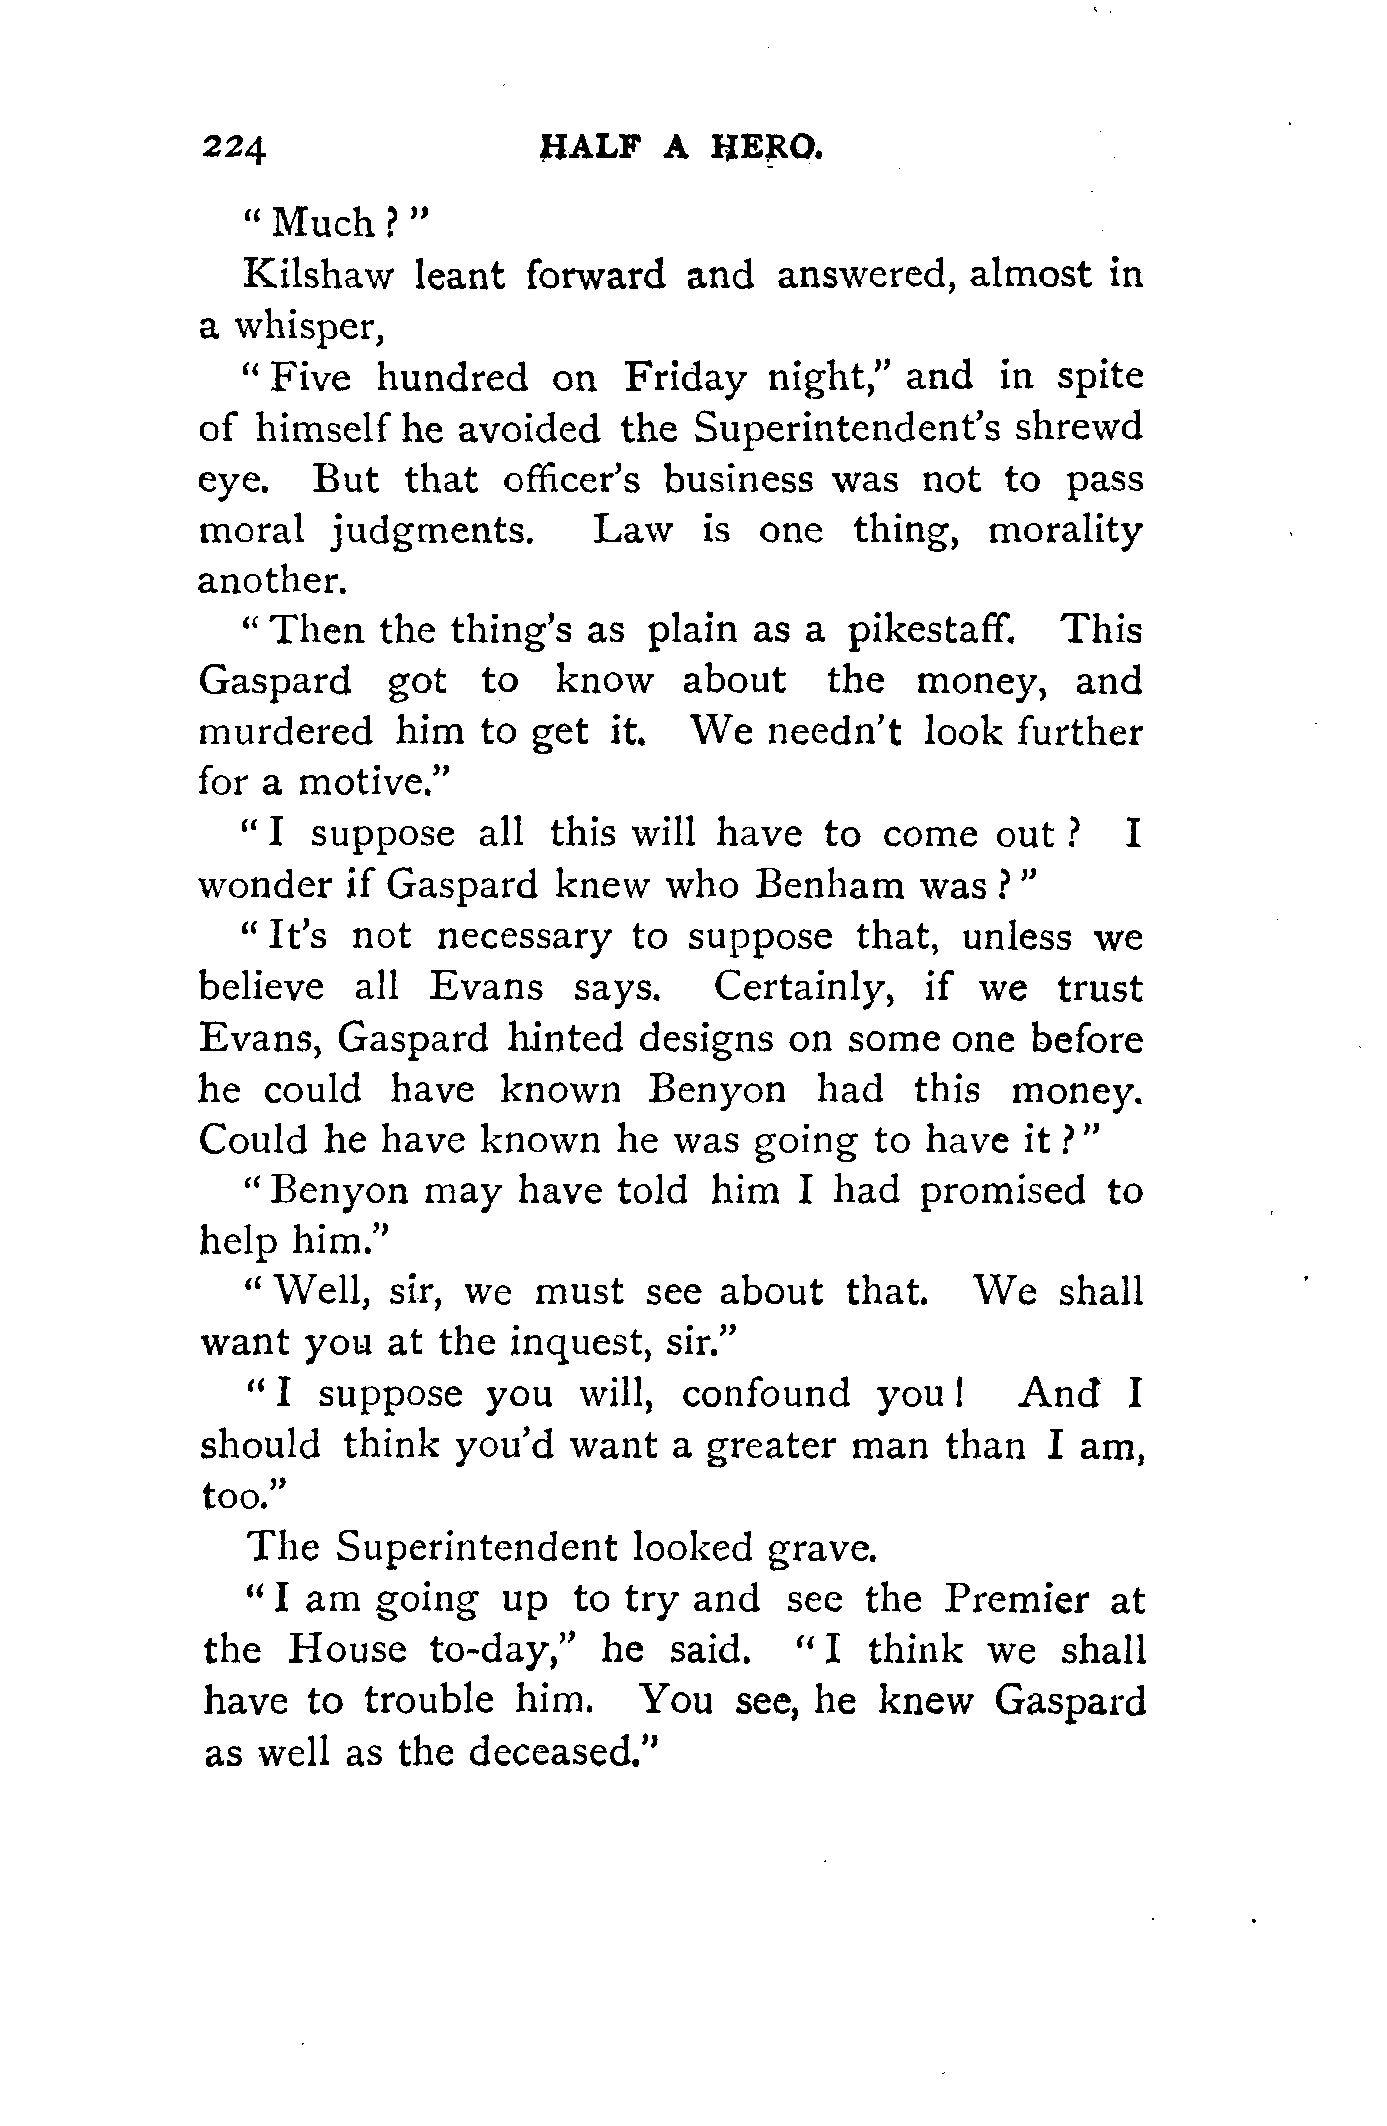 224 HALF A HERO.
" Much ? "
Kilshaw leant forward and answered, almost in
a whisper,
" Five hundred on Friday night," and in spite
of himself he avoided the Superintendent's shrewd
eye. But that officer's business was not to pass
moral judgments. Law is one thing, morality
another.
" Then the thing's as plain as a pikestaff. This
Gaspard got to know about the money, and
murdered him to get it. We needn't look further
for a motive."
" I suppose all this will have to come out ? I
wonder if Gaspard knew who Benham was ? "
" It's not necessary to suppose that, unless we
believe all Evans says. Certainly, if we trust
Evans, Gaspard hinted designs on some one before
he could have known Benyon had this money.
Could he have known he was going to have it ? "
" Benyon may have told him I had promised to
help him."
" Well, sir, we must see about that. We shall
want you at the inquest, sir."
" I suppose you will, confound you ! And I
should think you'd want a greater man than I am,
too."
The Superintendent looked grave.
" I am going up to try and see the Premier at
the House to-day," he said. " I think we shall
have to trouble him. You see, he knew Gaspard
as well as the deceased."